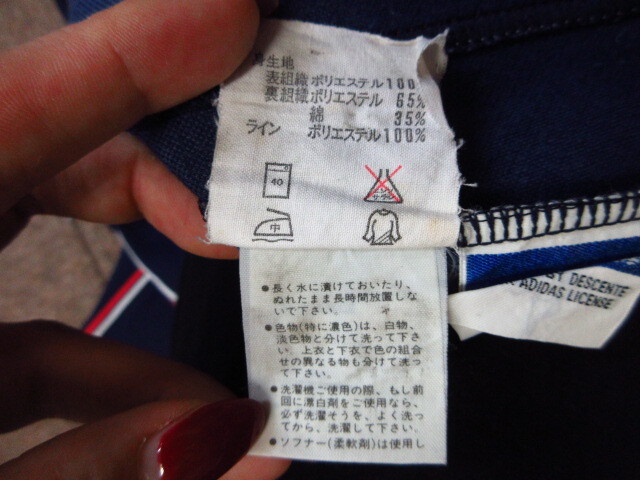 身生地
表組織 ポリエステル 100
裏組織 ポリエステル 65%
綿 35%
ライン ポリエステル 100%
40
中
●長く水に漬けておいたり、
ぬれたまま長時間放置しな
いで下さい。
●色物(特に濃色)は、白物、
淡色物と分けて洗って下さ
い。上衣と下衣で色の組合
せの異なる物も分けて洗っ
て下さい。
●洗濯機ご使用の際、もし前
回に漂白剤をご使用なら、
必ず洗濯そうを、よく洗っ
てから、洗濯して下さい。
●ソフナー(柔軟剤)は使用し
BY DESCENTE
ADIDAS LICENSE